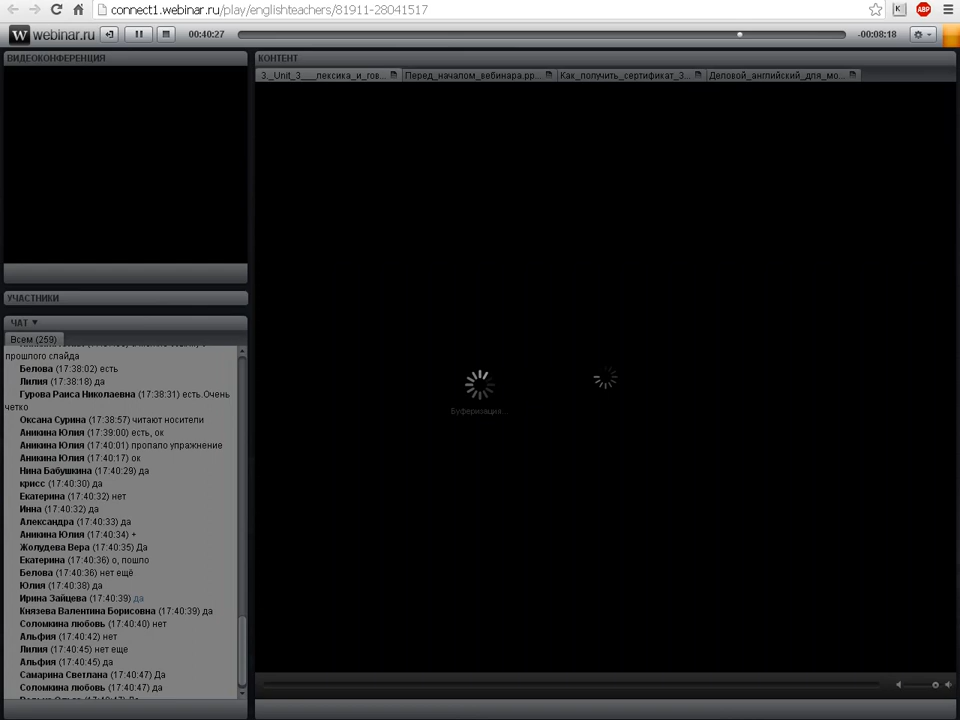 connect1.webinar.ru/play/englishteachers/81911-28041517
K
ABP
W webinar.ru
00:40:27
-00:08:18
ВИДЕОКОНФЕРЕНЦИЯ
КОНТЕНТ
3._Unit_3___лексика_и_гов...
Перед_началом_вебинара.pp...
Как_получить_сертификат_3...
Деловой_английский_для_мо...
Буферизация...
УЧАСТНИКИ
ЧАТ
Всем (259)
прошлого слайда
Белова (17:38:02) есть
Лилия (17:38:18) да
Гурова Раиса Николаевна (17:38:31) есть.Очень
четко
Оксана Сурина (17:38:57) читают носители
Аникина Юлия (17:39:00) есть, ок
Аникина Юлия (17:40:01) пропало упражнение
Аникина Юлия (17:40:17) ок
Нина Бабушкина (17:40:29) да
крисс (17:40:30) да
Екатерина (17:40:32) нет
Инна (17:40:32) да
Александра (17:40:33) да
Аникина Юлия (17:40:34) +
Жолудева Вера (17:40:35) Да
Екатерина (17:40:36) о, пошло
Белова (17:40:36) нет ещё
Юлия (17:40:38) да
Ирина Зайцева (17:40:39) да
Князева Валентина Борисовна (17:40:39) да
Соломкина любовь (17:40:40) нет
Альфия (17:40:42) нет
Лилия (17:40:45) нет еще
Альфия (17:40:45) да
Самарина Светлана (17:40:47) Да
Соломкина любовь (17:40:47) да